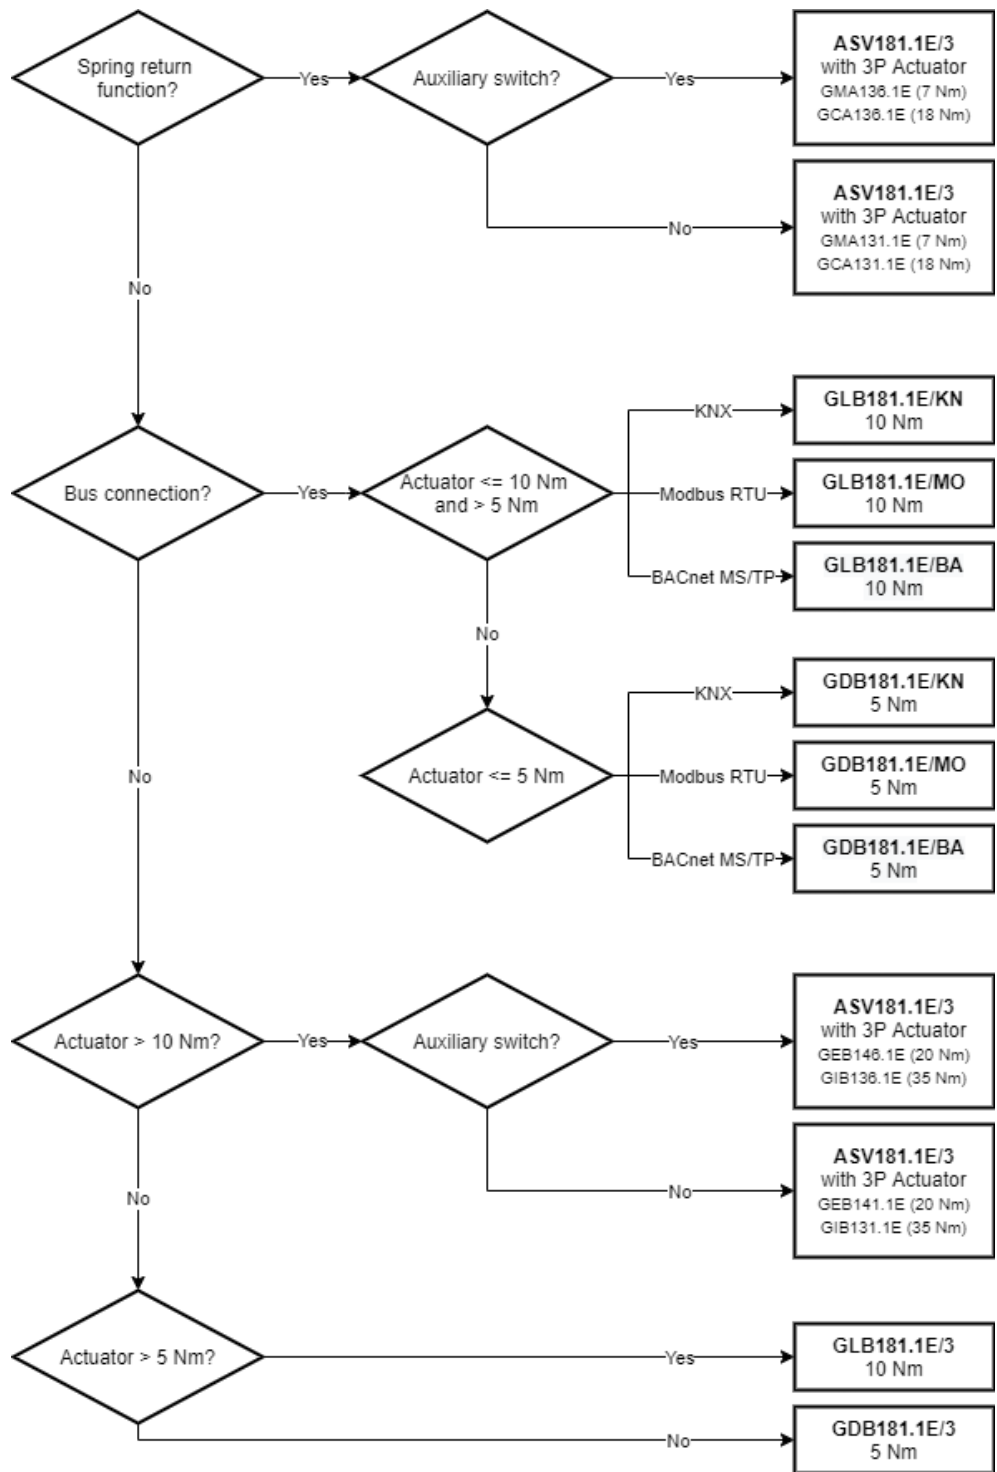 Spring return
function?
Yes
Auxiliary switch?
Yes
ASV181.1E/3
with 3P Actuator
GMA136.1E (7 Nm)
GCA136.1E (18 Nm)
No
ASV181.1E/3
with 3P Actuator
GMA131.1E (7 Nm)
GCA131.1E (18 Nm)
No
Bus connection?
Yes
Actuator <= 10 Nm
and > 5 Nm
KNX
GLB181.1E/KN
10 Nm
Modbus RTU
GLB181.1E/MO
10 Nm
BACnet MS/TP
GLB181.1E/BA
10 Nm
No
Actuator <= 5 Nm
KNX
GDB181.1E/KN
5 Nm
Modbus RTU
GDB181.1E/MO
5 Nm
BACnet MS/TP
GDB181.1E/BA
5 Nm
No
Actuator > 10 Nm?
Yes
Auxiliary switch?
Yes
ASV181.1E/3
with 3P Actuator
GEB146.1E (20 Nm)
GIB136.1E (35 Nm)
No
ASV181.1E/3
with 3P Actuator
GEB141.1E (20 Nm)
GIB131.1E (35 Nm)
No
Actuator > 5 Nm?
Yes
GLB181.1E/3
10 Nm
No
GDB181.1E/3
5 Nm